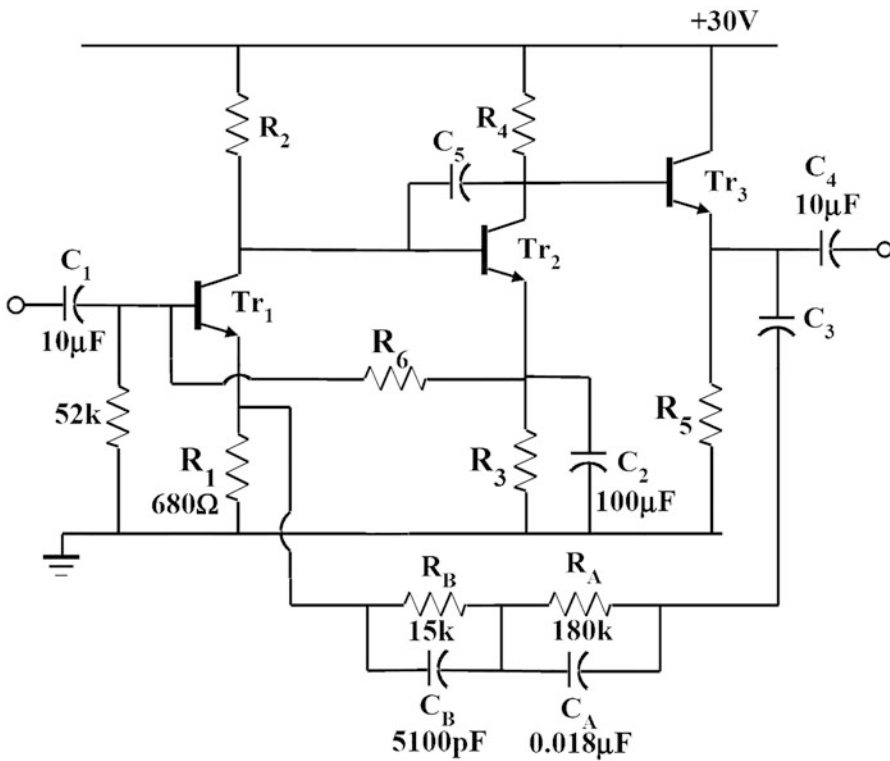 +30V
R2
R4
C5
Tr3
C4
10μF
C1
10μF
Tr1
Tr2
C3
R6
52k
R1
680Ω
R3
C2
100μF
R5
RB
15k
RA
180k
CB
5100pF
CA
0.018μF